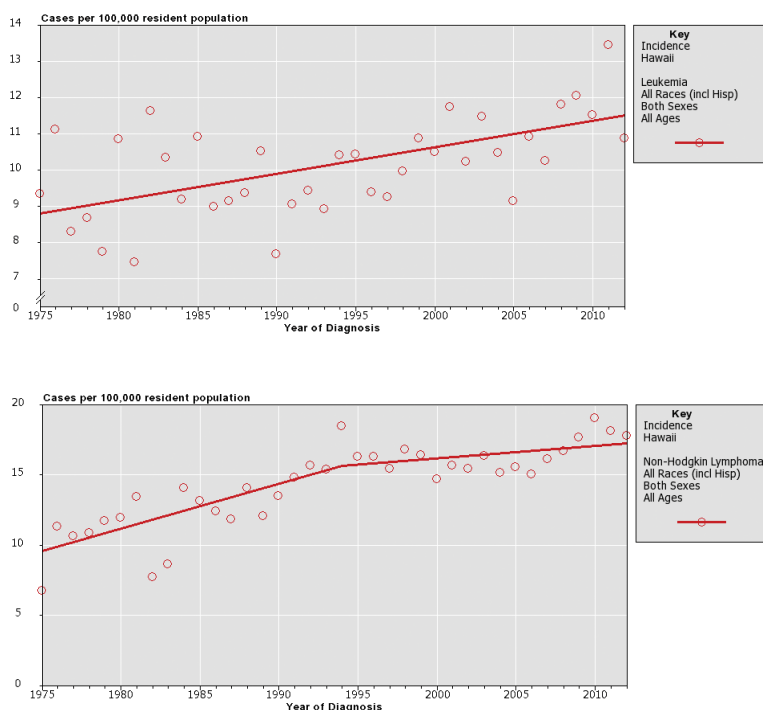 Cases per 100,000 resident population
14
13
12
11
10
9
8
7
0
1975 1980 1985 1990 1995 2000 2005 2010
Year of Diagnosis
Key
Incidence
Hawaii
Leukemia
All Races (incl Hisp)
Both Sexes
All Ages
Cases per 100,000 resident population
20
15
10
5
0
1975 1980 1985 1990 1995 2000 2005 2010
Year of Diagnosis
Key
Incidence
Hawaii
Non-Hodgkin Lymphoma
All Races (incl Hisp)
Both Sexes
All Ages